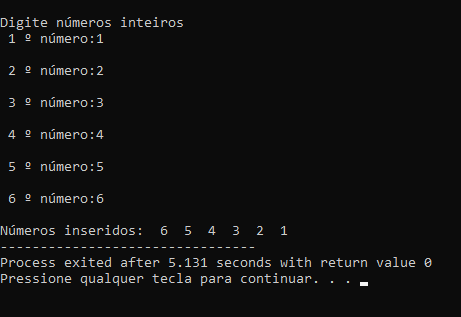 Digite números inteiros
1 º número:1
2 º número:2
3 º número:3
4 º número:4
5 º número:5
6 º número:6
Números inseridos:  6  5  4  3  2  1
--------------------------------
Process exited after 5.131 seconds with return value 0
Pressione qualquer tecla para continuar. . .